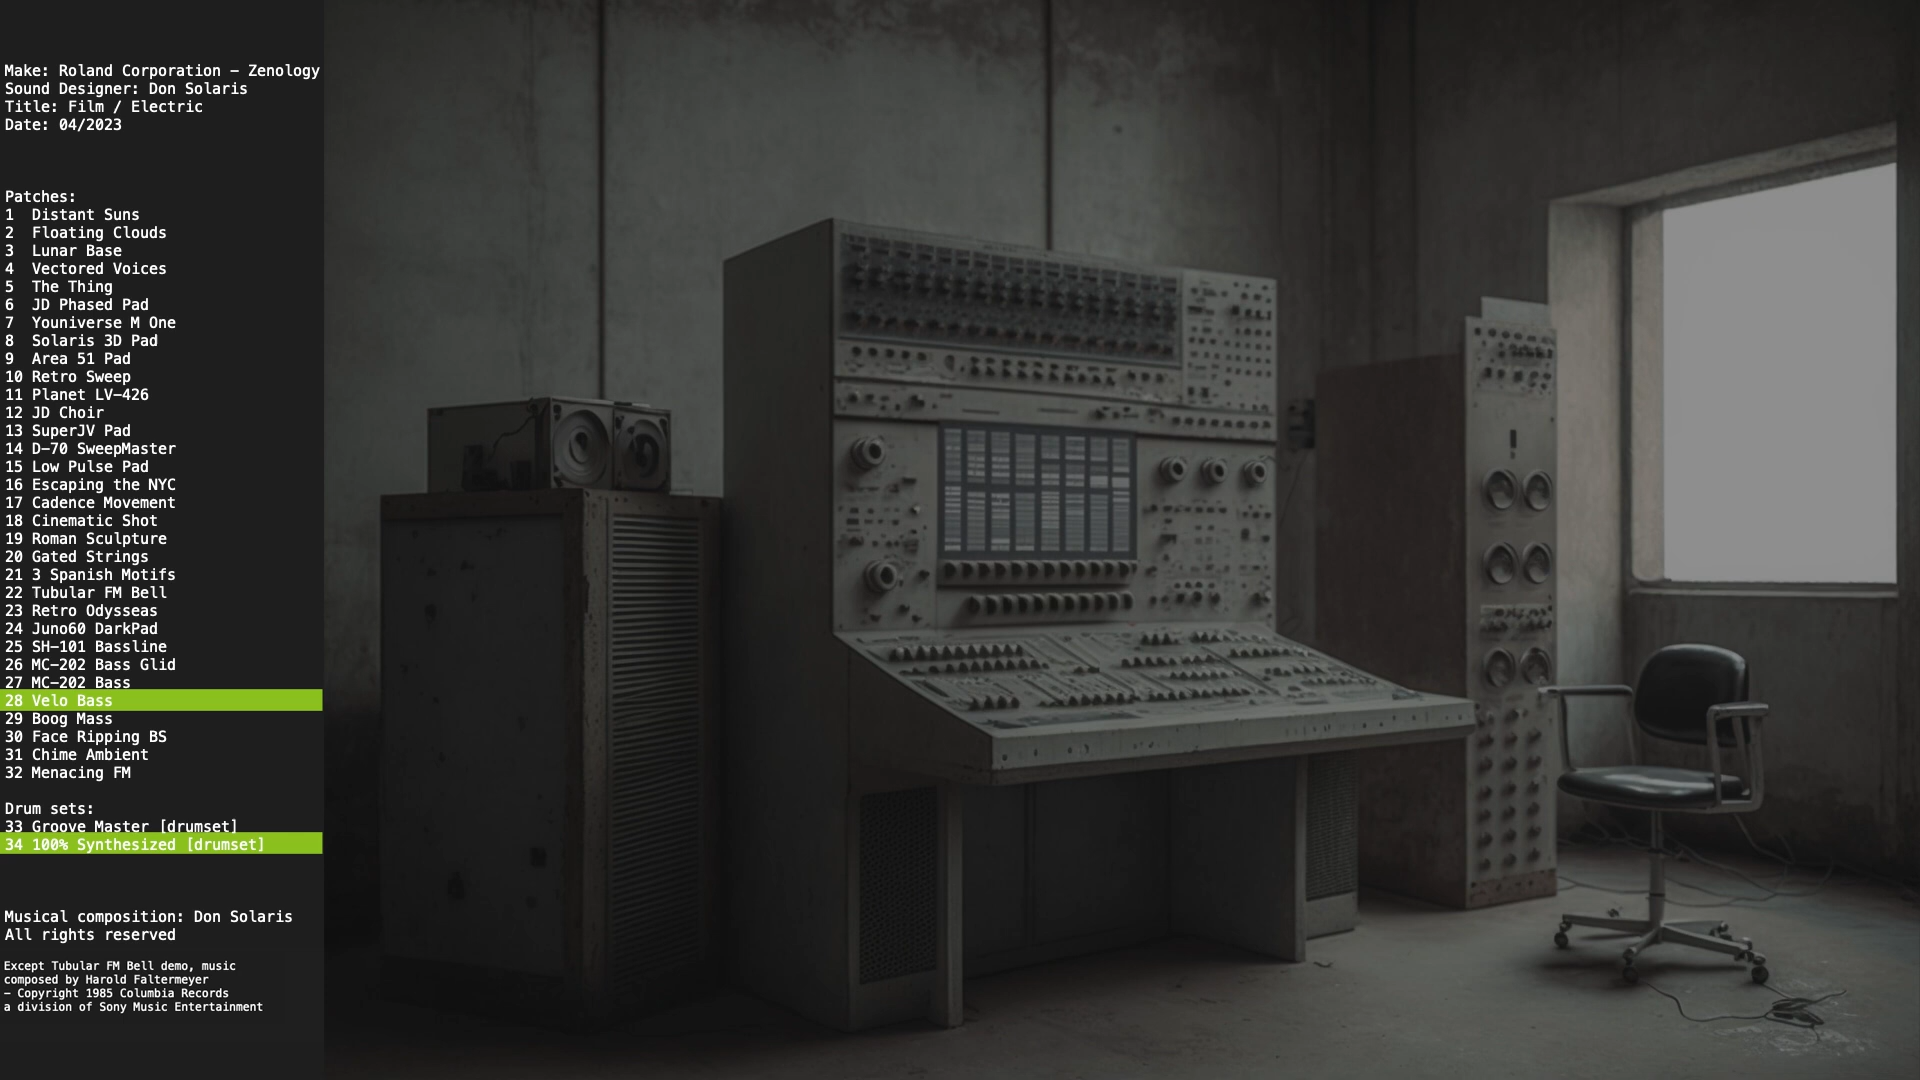 Make: Roland Corporation – Zenology
Sound Designer: Don Solaris
Title: Film / Electric
Date: 04/2023
Patches:
1 Distant Suns
2 Floating Clouds
3 Lunar Base
4 Vectored Voices
5 The Thing
6 JD Phased Pad
7 Youniverse M One
8 Solaris 3D Pad
9 Area 51 Pad
10 Retro Sweep
11 Planet LV–426
12 JD Choir
13 SuperJV Pad
14 D–70 SweepMaster
15 Low Pulse Pad
16 Escaping the NYC
17 Cadence Movement
18 Cinematic Shot
19 Roman Sculpture
20 Gated Strings
21 3 Spanish Motifs
22 Tubular FM Bell
23 Retro Odysseas
24 Juno60 DarkPad
25 SH–101 Bassline
26 MC–202 Bass Glid
27 MC–202 Bass
28 Velo Bass
29 Boog Mass
30 Face Ripping BS
31 Chime Ambient
32 Menacing FM
Drum sets:
33 Groove Master [drumset]
34 100% Synthesized [drumset]
Musical composition: Don Solaris
All rights reserved
Except Tubular FM Bell demo, music
composed by Harold Faltermeyer
– Copyright 1985 Columbia Records
a division of Sony Music Entertainment